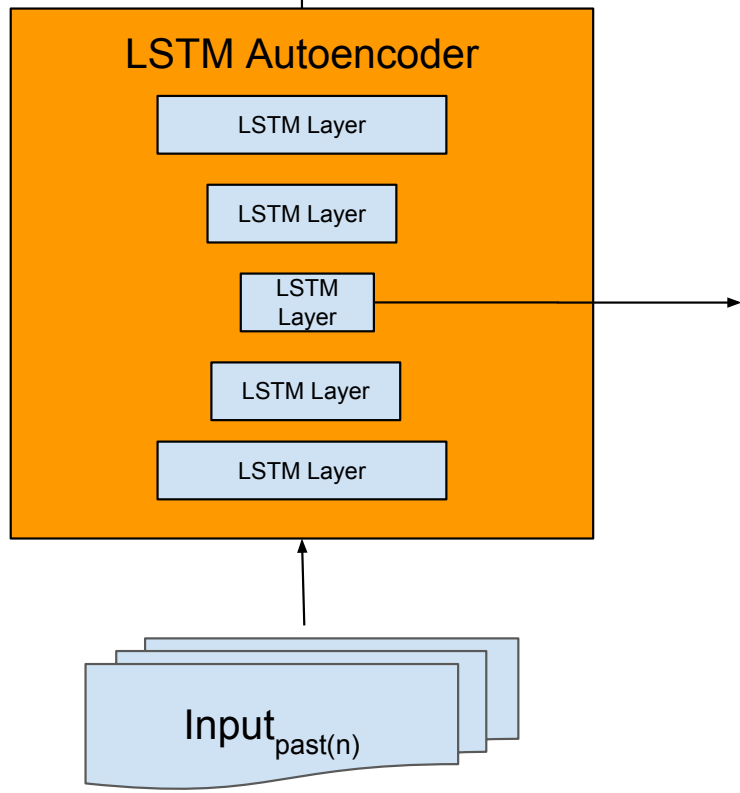 LSTM Autoencoder
LSTM Layer
LSTM Layer
LSTM
Layer
LSTM Layer
LSTM Layer
Input past(n)